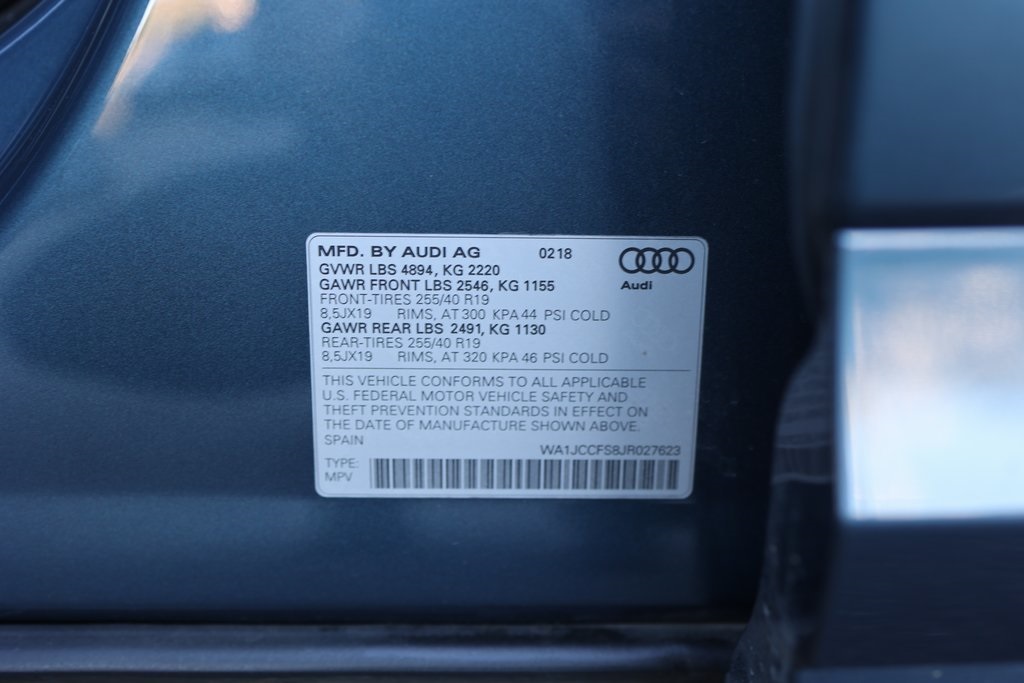 MFD. BY AUDI AG 0218
GVWR LBS 4894, KG 2220
GAWR FRONT LBS 2546, KG 1155
Audi
FRONT-TIRES 255/40 R19
8,5JX19 RIMS, AT 300 KPA 44 PSI COLD
GAWR REAR LBS 2491, KG 1130
REAR-TIRES 255/40 R19
8,5JX19 RIMS, AT 320 KPA 46 PSI COLD
THIS VEHICLE CONFORMS TO ALL APPLICABLE
U.S. FEDERAL MOTOR VEHICLE SAFETY AND
THEFT PREVENTION STANDARDS IN EFFECT ON
THE DATE OF MANUFACTURE SHOWN ABOVE.
SPAIN
WA1JCCFS8JR027623
TYPE:
MPV